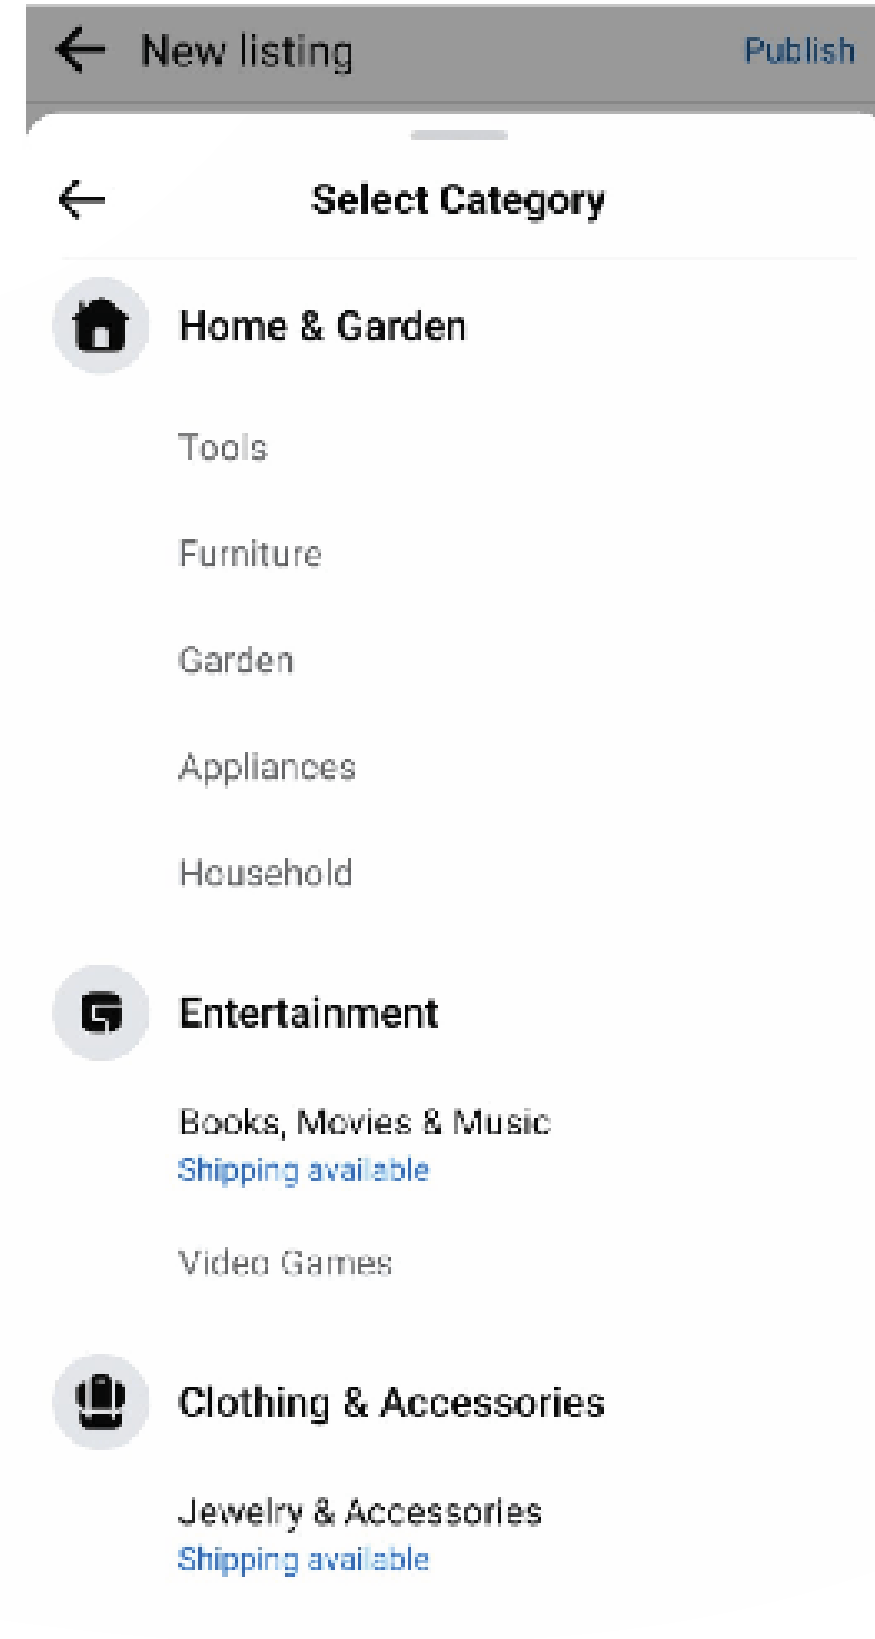 New listing
Publish
Select Category
Home & Garden
Tools
Furniture
Garden
Appliances
Household
Entertainment
Books, Movies & Music
Shipping available
Video Games
Clothing & Accessories
Jewelry & Accessories
Shipping available